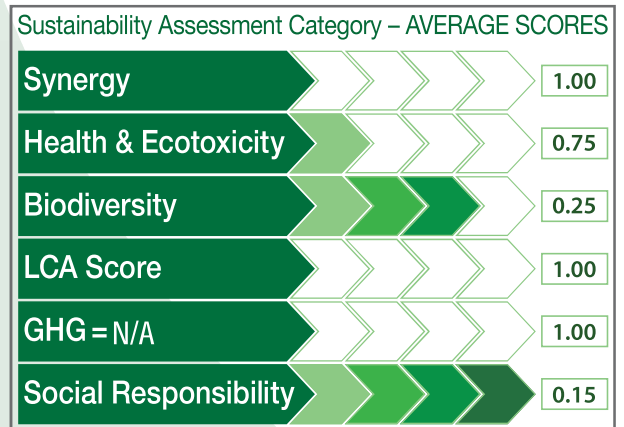 Sustainability Assessment Category – AVERAGE SCORES
Synergy 1.00
Health & Ecotoxicity 0.75
Biodiversity 0.25
LCA Score 1.00
GHG = N/A 1.00
Social Responsibility 0.15